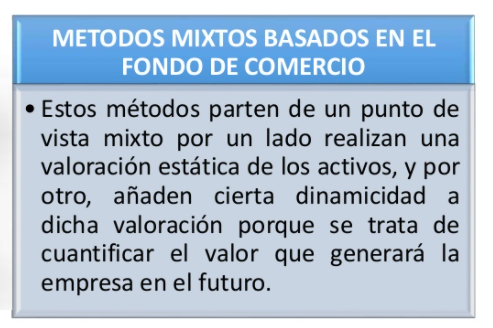 METODOS MIXTOS BASADOS EN EL
FONDO DE COMERCIO
• Estos métodos parten de un punto de
vista mixto por un lado realizan una
valoración estática de los activos, y por
otro, añaden cierta dinamicidad a
dicha valoración porque se trata de
cuantificar el valor que generará la
empresa en el futuro.